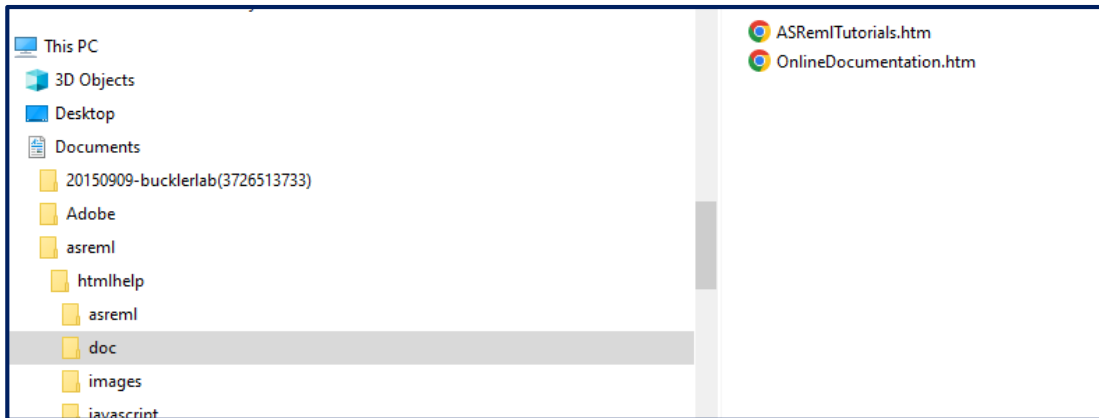 This PC
3D Objects
Desktop
Documents
20150909-bucklerlab(3726513733)
Adobe
asreml
htmlhelp
asreml
doc
images
javascript
ASRemlTutorials.htm
OnlineDocumentation.htm